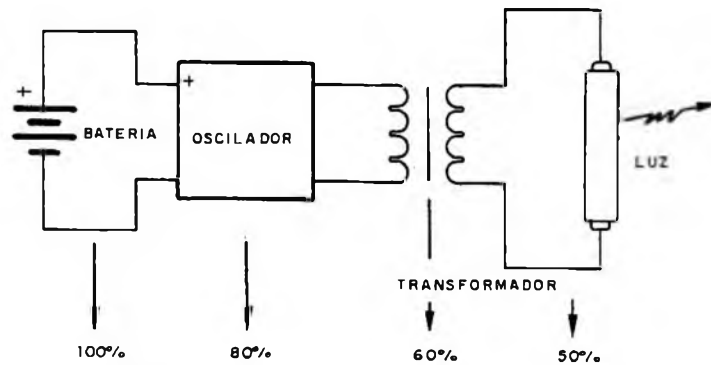 +
BATERIA
+
OSCILADOR
LUZ
TRANSFORMADOR
100%
80%
60%
50%